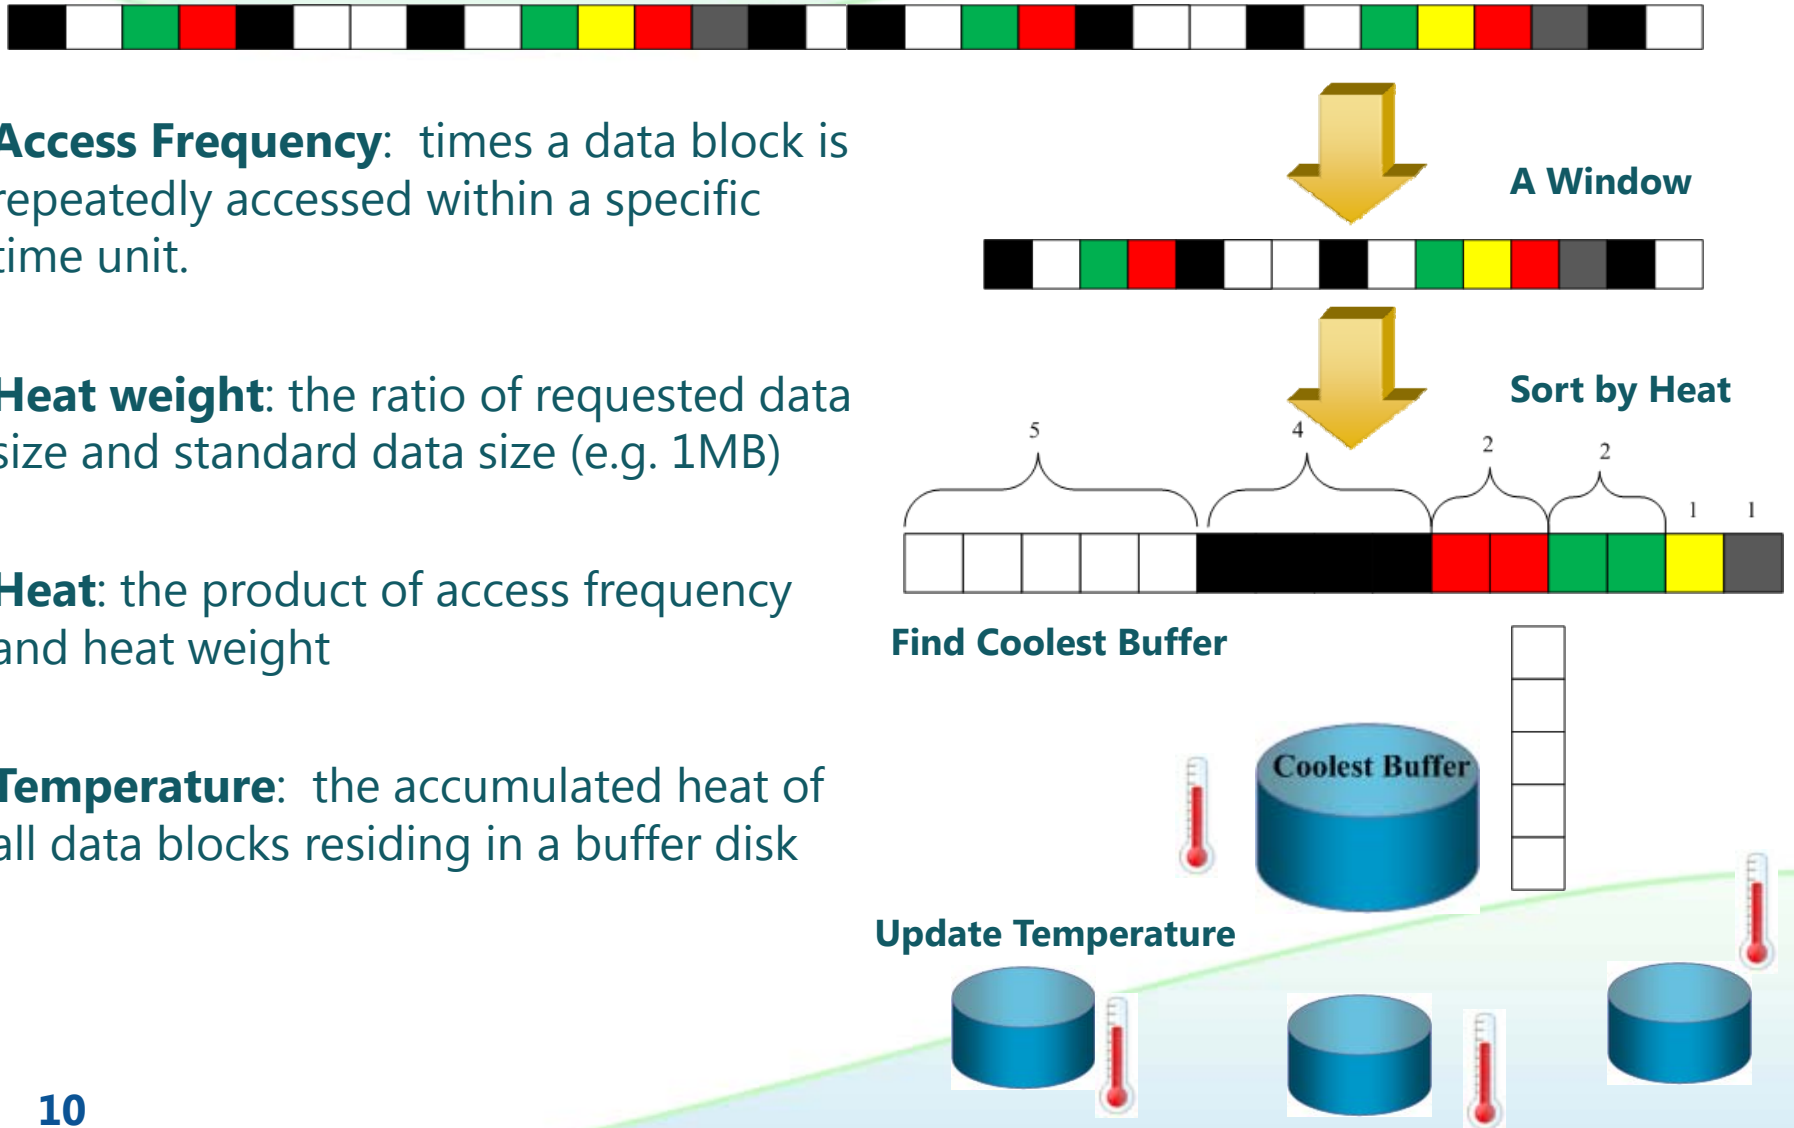 Access Frequency: times a data block is
repeatedly accessed within a specific
time unit.
Heat weight: the ratio of requested data
size and standard data size (e.g. 1MB)
Heat: the product of access frequency
and heat weight
Temperature: the accumulated heat of
all data blocks residing in a buffer disk
A Window
Sort by Heat
5 4 2 2 1 1
Find Coolest Buffer
Coolest Buffer
Update Temperature
10